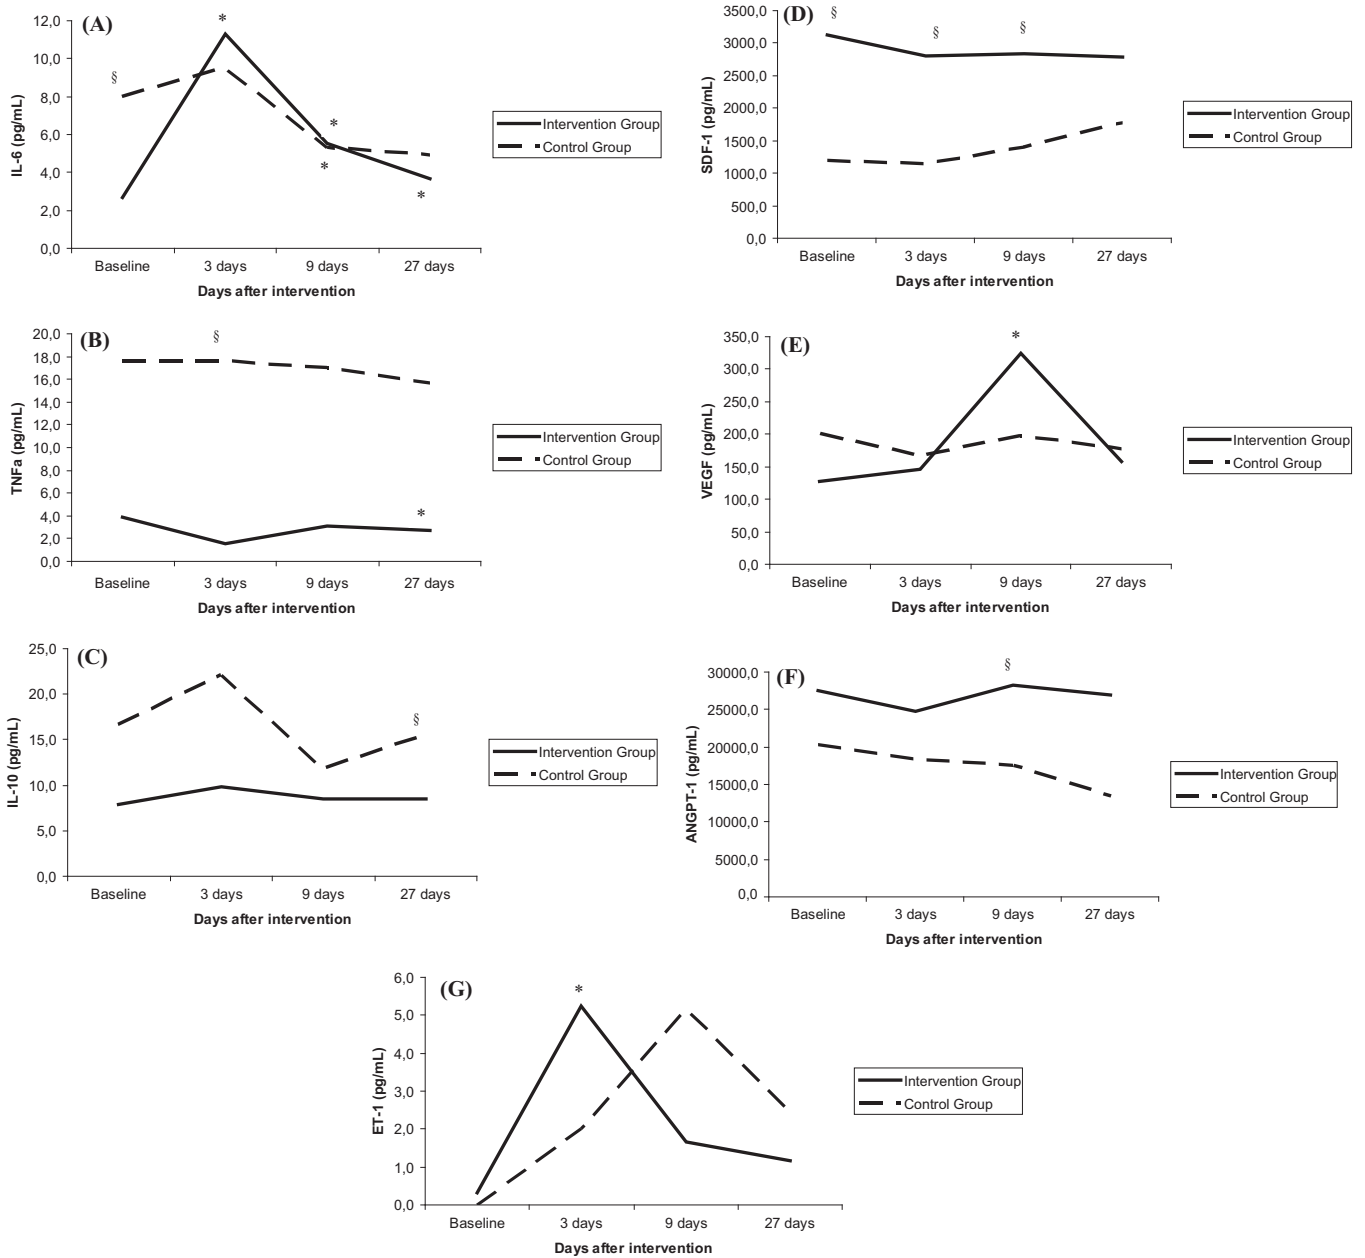 (A)
12,0
10,0
8,0
6,0
4,0
2,0
0,0
IL-6 (pg/mL)
*
§
*
*
*
Baseline 3 days 9 days 27 days
Days after intervention
Intervention Group
Control Group
(D)
3500,0
3000,0
2500,0
2000,0
1500,0
1000,0
500,0
0,0
SDF-1 (pg/mL)
§
§
§
Baseline 3 days 9 days 27 days
Days after intervention
Intervention Group
Control Group
(B)
20,0
18,0
16,0
14,0
12,0
10,0
8,0
6,0
4,0
2,0
0,0
TNFa (pg/mL)
§
*
Baseline 3 days 9 days 27 days
Days after intervention
Intervention Group
Control Group
(E)
350,0
300,0
250,0
200,0
150,0
100,0
50,0
0,0
VEGF (pg/mL)
*
Baseline 3 days 9 days 27 days
Days after intervention
Intervention Group
Control Group
(C)
25,0
20,0
15,0
10,0
5,0
0,0
IL-10 (pg/mL)
§
Baseline 3 days 9 days 27 days
Days after intervention
Intervention Group
Control Group
(F)
30000,0
25000,0
20000,0
15000,0
10000,0
5000,0
0,0
ANGPT-1 (pg/mL)
§
Baseline 3 days 9 days 27 days
Days after intervention
Intervention Group
Control Group
(G)
6,0
5,0
4,0
3,0
2,0
1,0
0,0
ET-1 (pg/mL)
*
Baseline 3 days 9 days 27 days
Days after intervention
Intervention Group
Control Group